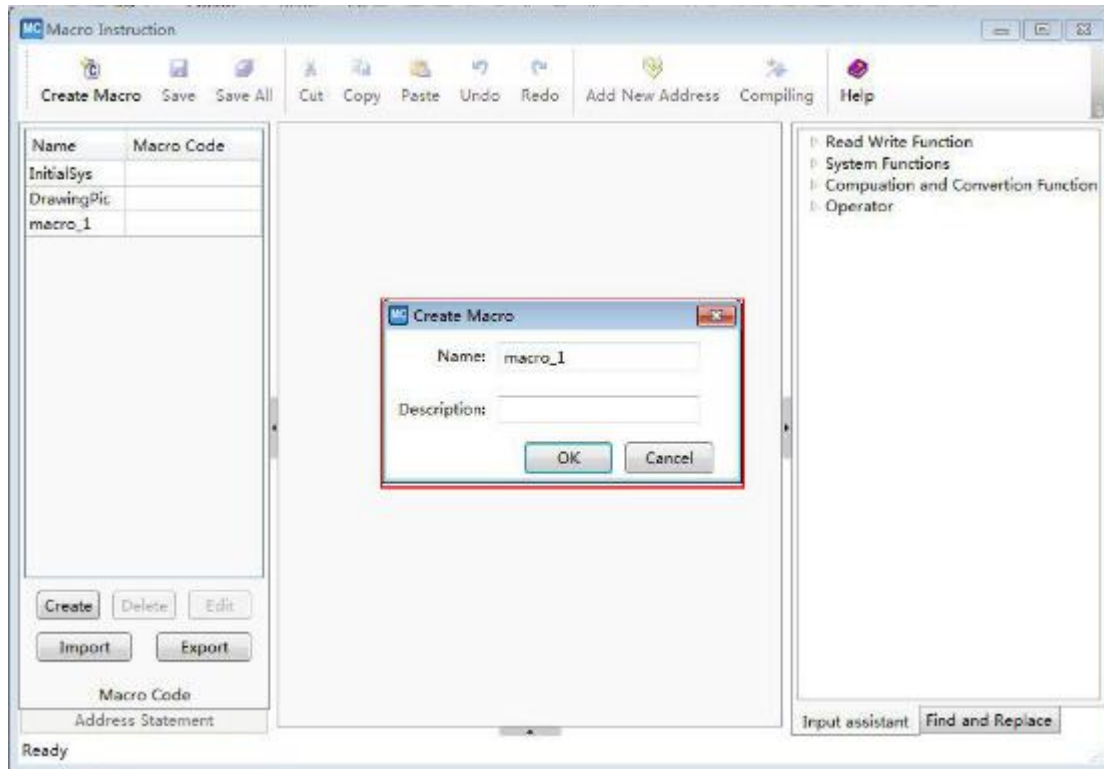 MC Macro Instruction
Create Macro Save Save All Cut Copy Paste Undo Redo Add New Address Compiling Help
Name Macro Code
InitialSys
DrawingPic
macro_1
Read Write Function
System Functions
Compuation and Convertion Function
Operator
MC Create Macro
Name: macro_1
Description:
OK Cancel
Create Delete Edit
Import Export
Macro Code
Address Statement
Input assistant Find and Replace
Ready